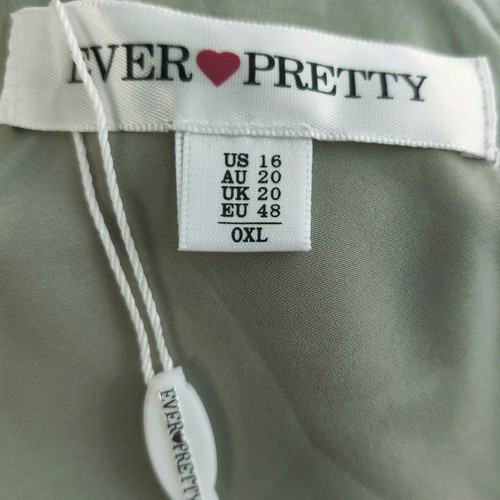 EVER♥PRETTY
US 16
AU 20
UK 20
EU 48
0XL
EVER♥PRETTY